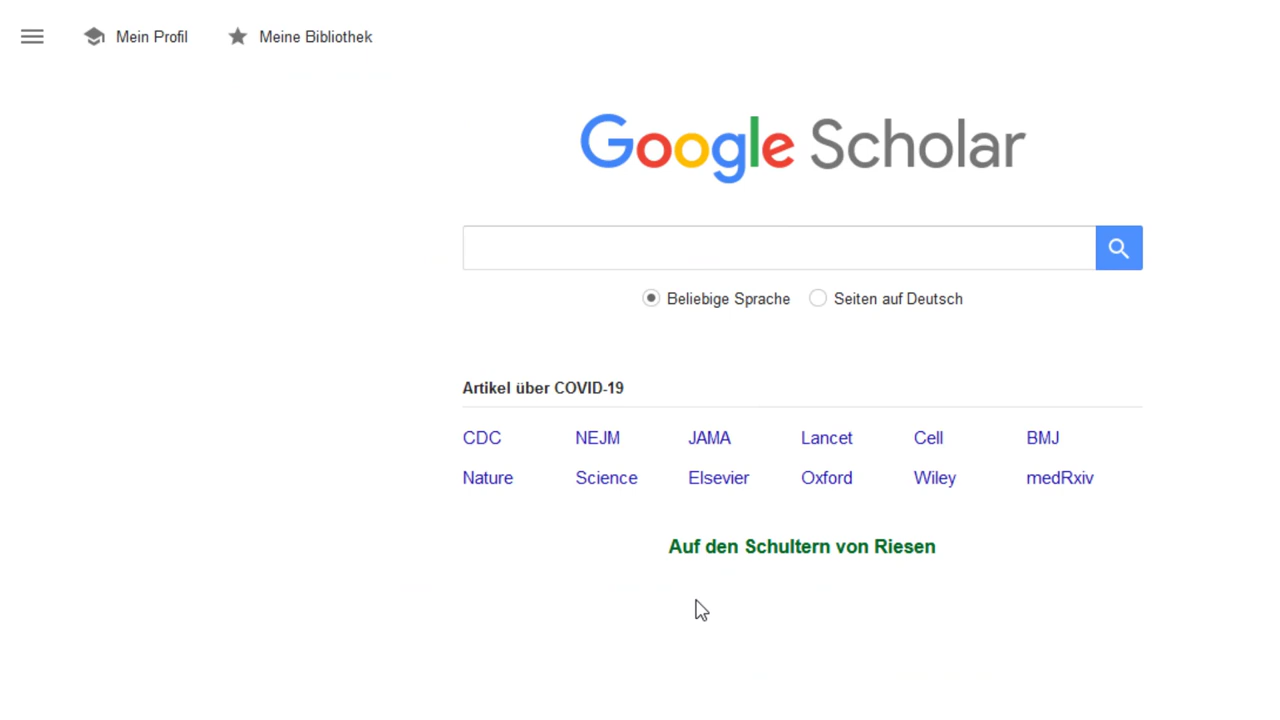 Mein Profil Meine Bibliothek
Google Scholar
Beliebige Sprache Seiten auf Deutsch
Artikel über COVID-19
CDC NEJM JAMA Lancet Cell BMJ
Nature Science Elsevier Oxford Wiley medRxiv
Auf den Schultern von Riesen